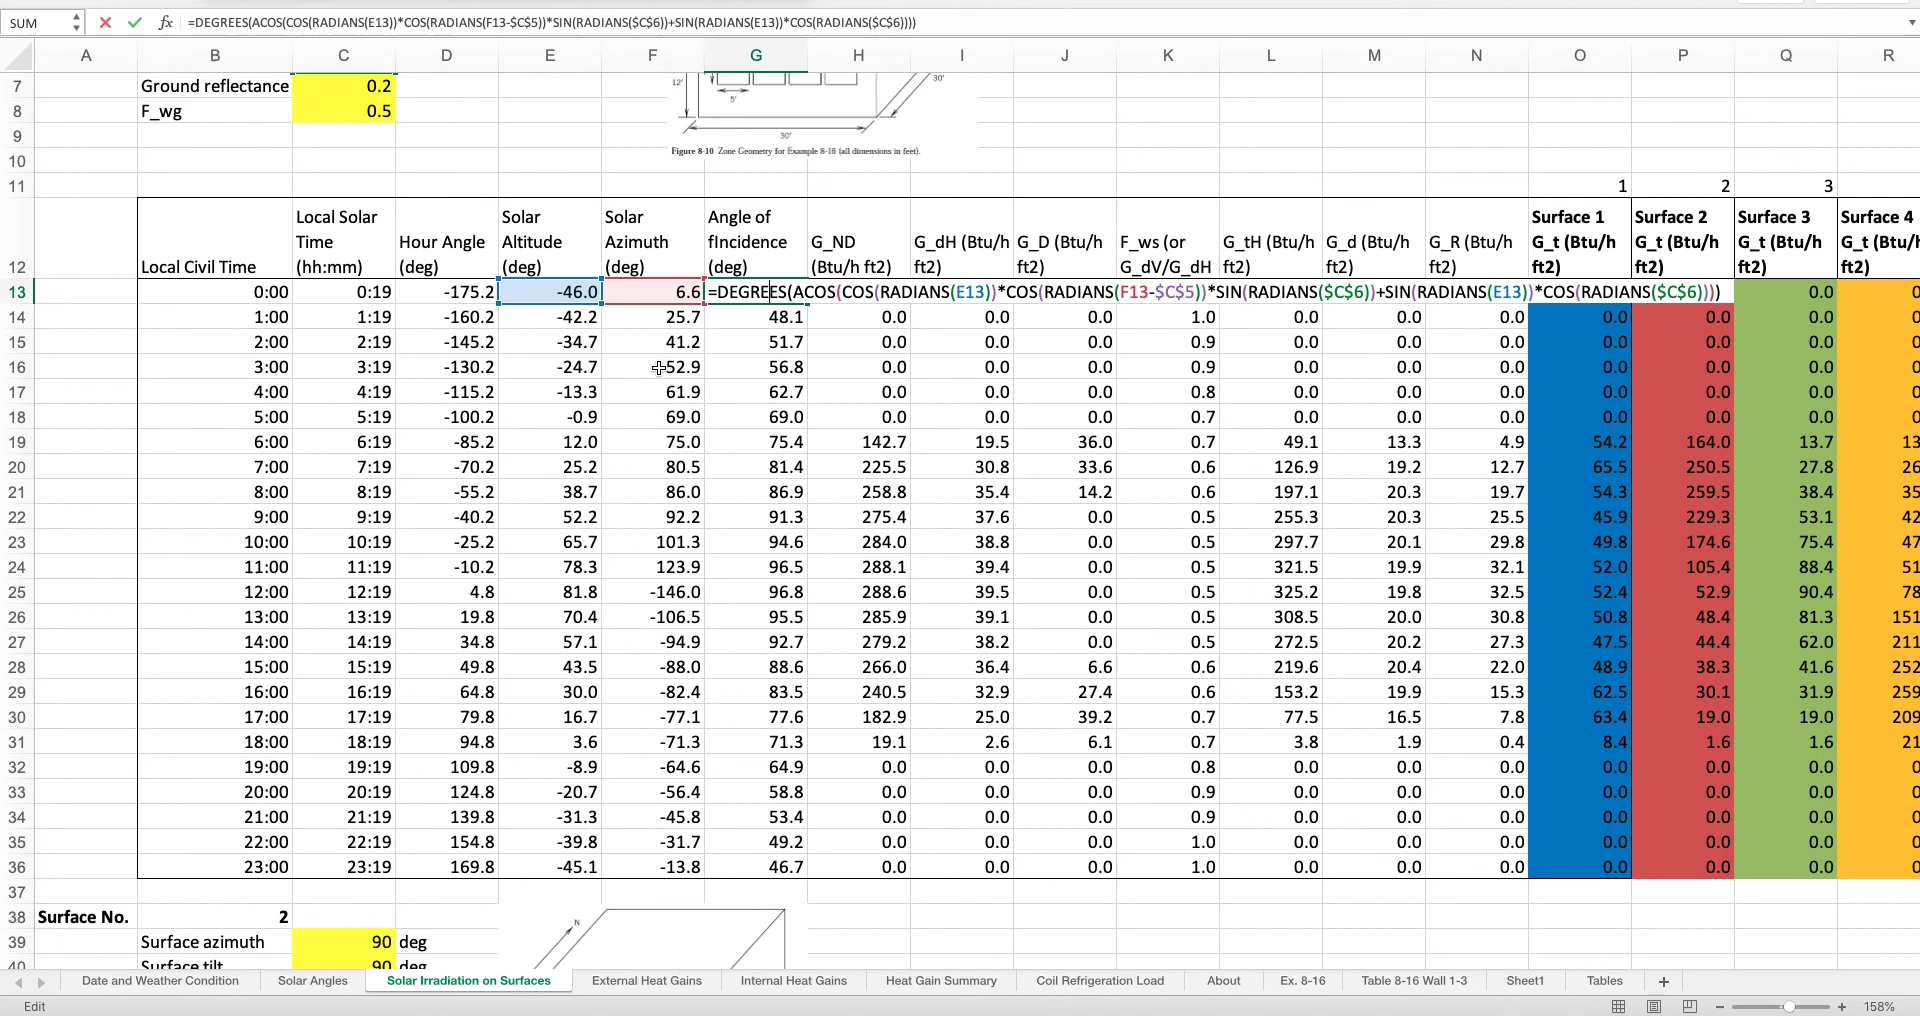 SUM fx =DEGREES(ACOS(COS(RADIANS(E13))*COS(RADIANS(F13-$C$5))*SIN(RADIANS($C$6))+SIN(RADIANS(E13))*COS(RADIANS($C$6))))
A B C D E F G H I J K L M N O P Q R
7 Ground reflectance 0.2 12' 30'
8 F_wg 0.5 5'
9 30'
10 Figure 8-10 Zone Geometry for Example 8-16 (all dimensions in feet).
11 1 2 3
Local Solar Solar Solar Angle of Surface 1 Surface 2 Surface 3 Surface 4
Time Hour Angle Altitude Azimuth fIncidence G_ND G_dH (Btu/h G_D (Btu/h F_ws (or G_tH (Btu/h G_d (Btu/h G_R (Btu/h G_t (Btu/h G_t (Btu/h G_t (Btu/h G_t (Btu/h
12 Local Civil Time (hh:mm) (deg) (deg) (deg) (deg) (Btu/h ft2) ft2) ft2) G_dV/G_dH ft2) ft2) ft2) ft2) ft2) ft2) ft2)
13 0:00 0:19 -175.2 -46.0 6.6 =DEGREES(ACOS(COS(RADIANS(E13))*COS(RADIANS(F13-$C$5))*SIN(RADIANS($C$6))+SIN(RADIANS(E13))*COS(RADIANS($C$6)))) 0.0 0
14 1:00 1:19 -160.2 -42.2 25.7 48.1 0.0 0.0 0.0 1.0 0.0 0.0 0.0 0.0 0.0 0.0 0
15 2:00 2:19 -145.2 -34.7 41.2 51.7 0.0 0.0 0.0 0.9 0.0 0.0 0.0 0.0 0.0 0.0 0
16 3:00 3:19 -130.2 -24.7 52.9 56.8 0.0 0.0 0.0 0.9 0.0 0.0 0.0 0.0 0.0 0.0 0
17 4:00 4:19 -115.2 -13.3 61.9 62.7 0.0 0.0 0.0 0.8 0.0 0.0 0.0 0.0 0.0 0.0 0
18 5:00 5:19 -100.2 -0.9 69.0 69.0 0.0 0.0 0.0 0.7 0.0 0.0 0.0 0.0 0.0 0.0 0
19 6:00 6:19 -85.2 12.0 75.0 75.4 142.7 19.5 36.0 0.7 49.1 13.3 4.9 54.2 164.0 13.7 13
20 7:00 7:19 -70.2 25.2 80.5 81.4 225.5 30.8 33.6 0.6 126.9 19.2 12.7 65.5 250.5 27.8 26
21 8:00 8:19 -55.2 38.7 86.0 86.9 258.8 35.4 14.2 0.6 197.1 20.3 19.7 54.3 259.5 38.4 35
22 9:00 9:19 -40.2 52.2 92.2 91.3 275.4 37.6 0.0 0.5 255.3 20.3 25.5 45.9 229.3 53.1 42
23 10:00 10:19 -25.2 65.7 101.3 94.6 284.0 38.8 0.0 0.5 297.7 20.1 29.8 49.8 174.6 75.4 47
24 11:00 11:19 -10.2 78.3 123.9 96.5 288.1 39.4 0.0 0.5 321.5 19.9 32.1 52.0 105.4 88.4 51
25 12:00 12:19 4.8 81.8 -146.0 96.8 288.6 39.5 0.0 0.5 325.2 19.8 32.5 52.4 52.9 90.4 78
26 13:00 13:19 19.8 70.4 -106.5 95.5 285.9 39.1 0.0 0.5 308.5 20.0 30.8 50.8 48.4 81.3 151
27 14:00 14:19 34.8 57.1 -94.9 92.7 279.2 38.2 0.0 0.5 272.5 20.2 27.3 47.5 44.4 62.0 211
28 15:00 15:19 49.8 43.5 -88.0 88.6 266.0 36.4 6.6 0.6 219.6 20.4 22.0 48.9 38.3 41.6 252
29 16:00 16:19 64.8 30.0 -82.4 83.5 240.5 32.9 27.4 0.6 153.2 19.9 15.3 62.5 30.1 31.9 259
30 17:00 17:19 79.8 16.7 -77.1 77.6 182.9 25.0 39.2 0.7 77.5 16.5 7.8 63.4 19.0 19.0 209
31 18:00 18:19 94.8 3.6 -71.3 71.3 19.1 2.6 6.1 0.7 3.8 1.9 0.4 8.4 1.6 1.6 21
32 19:00 19:19 109.8 -8.9 -64.6 64.9 0.0 0.0 0.0 0.8 0.0 0.0 0.0 0.0 0.0 0.0 0
33 20:00 20:19 124.8 -20.7 -56.4 58.8 0.0 0.0 0.0 0.9 0.0 0.0 0.0 0.0 0.0 0.0 0
34 21:00 21:19 139.8 -31.3 -45.8 53.4 0.0 0.0 0.0 0.9 0.0 0.0 0.0 0.0 0.0 0.0 0
35 22:00 22:19 154.8 -39.8 -31.7 49.2 0.0 0.0 0.0 1.0 0.0 0.0 0.0 0.0 0.0 0.0 0
36 23:00 23:19 169.8 -45.1 -13.8 46.7 0.0 0.0 0.0 1.0 0.0 0.0 0.0 0.0 0.0 0.0 0
37
38 Surface No. 2 N
39 Surface azimuth 90 deg
40 Surface tilt 90 deg
Date and Weather Condition Solar Angles Solar Irradiation on Surfaces External Heat Gains Internal Heat Gains Heat Gain Summary Coil Refrigeration Load About Ex. 8-16 Table 8-16 Wall 1-3 Sheet1 Tables +
Edit 158%